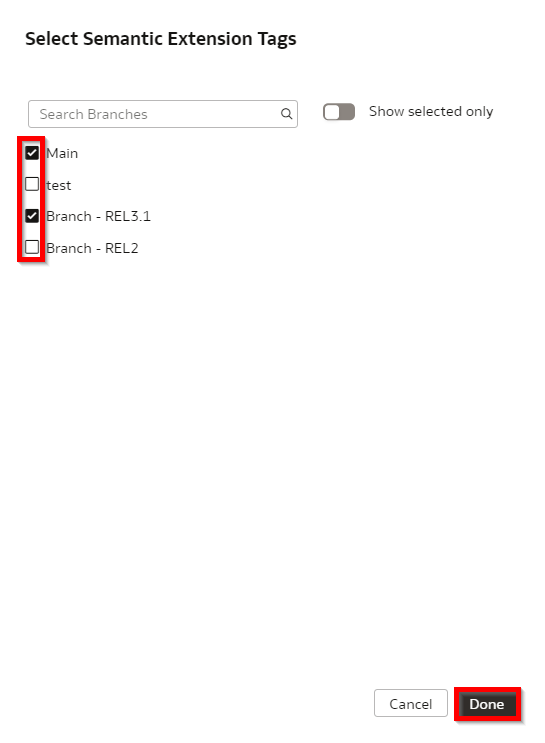 Select Semantic Extension Tags
Search Branches
Show selected only
Main
test
Branch - REL3.1
Branch - REL2
Cancel
Done